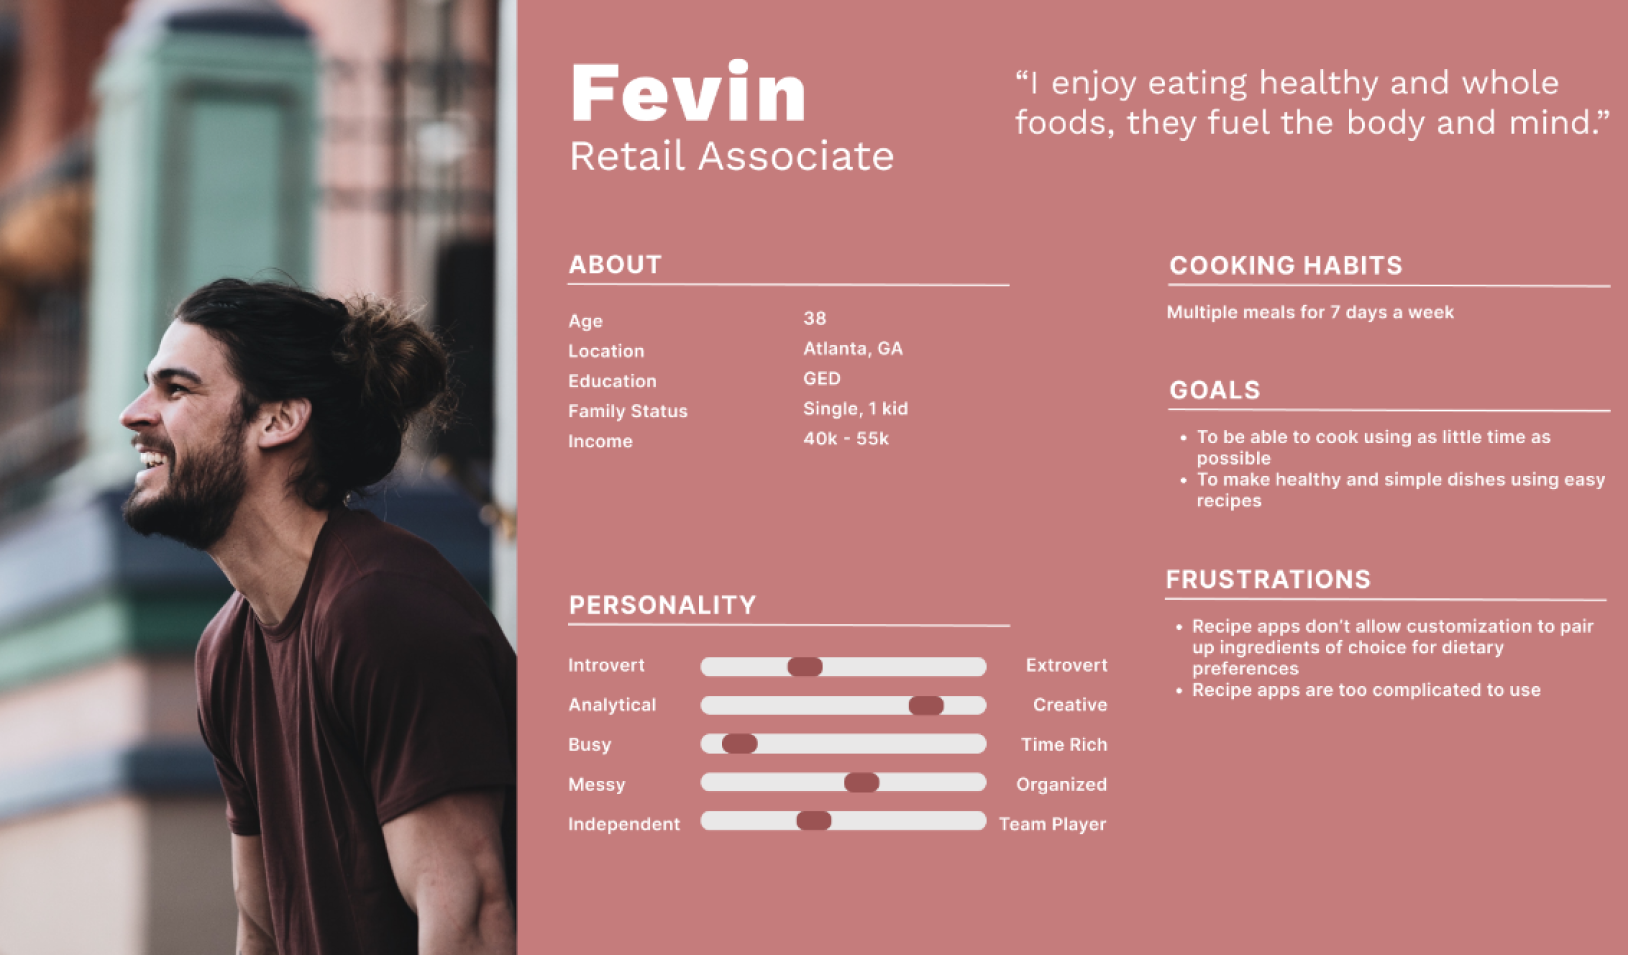 Fevin
Retail Associate
“I enjoy eating healthy and whole
foods, they fuel the body and mind.”
ABOUT
Age 38
Location Atlanta, GA
Education GED
Family Status Single, 1 kid
Income 40k - 55k
PERSONALITY
Introvert Extrovert
Analytical Creative
Busy Time Rich
Messy Organized
Independent Team Player
COOKING HABITS
Multiple meals for 7 days a week
GOALS
• To be able to cook using as little time as
possible
• To make healthy and simple dishes using easy
recipes
FRUSTRATIONS
• Recipe apps don’t allow customization to pair
up ingredients of choice for dietary
preferences
• Recipe apps are too complicated to use